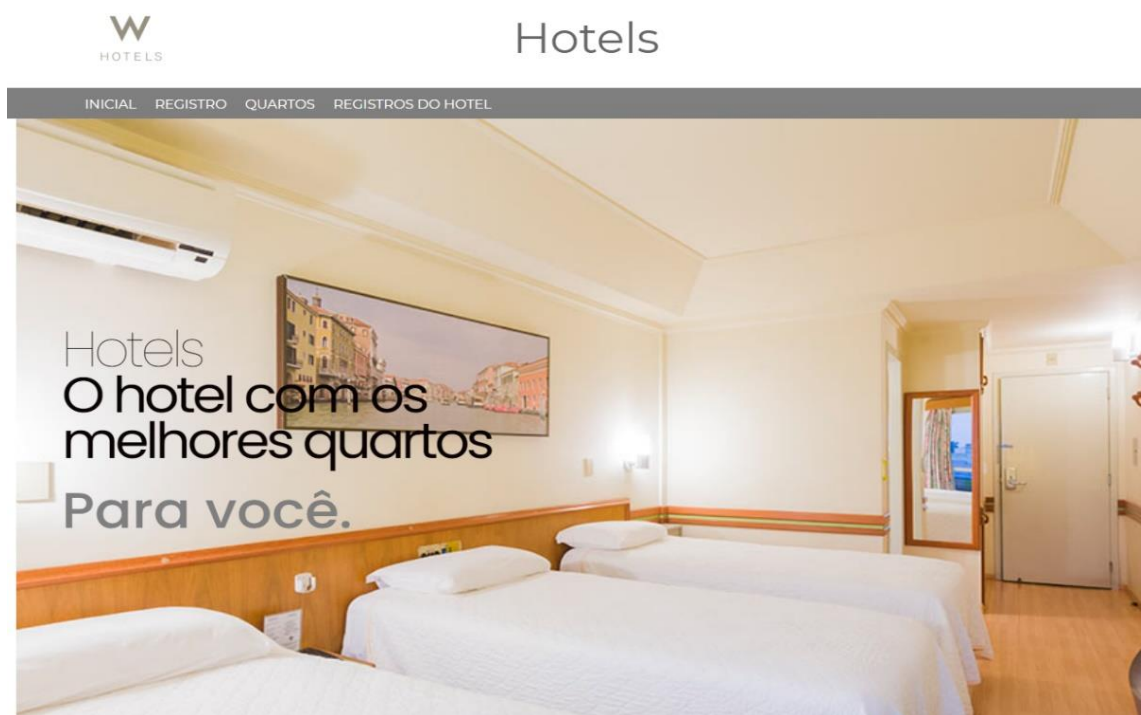 W
HOTELS
Hotels
INICIAL REGISTRO QUARTOS REGISTROS DO HOTEL
Hotels
O hotel com os
melhores quartos
Para você.